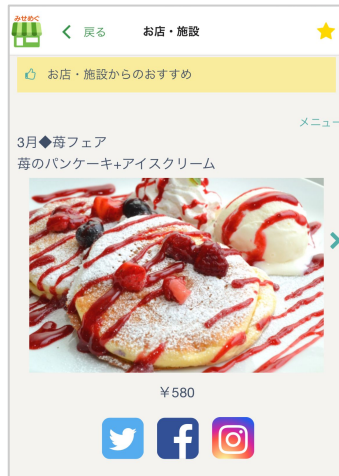 みせめぐ
戻る
お店・施設
お店・施設からのおすすめ
メニュー
3月◆苺フェア
苺のパンケーキ+アイスクリーム
￥580